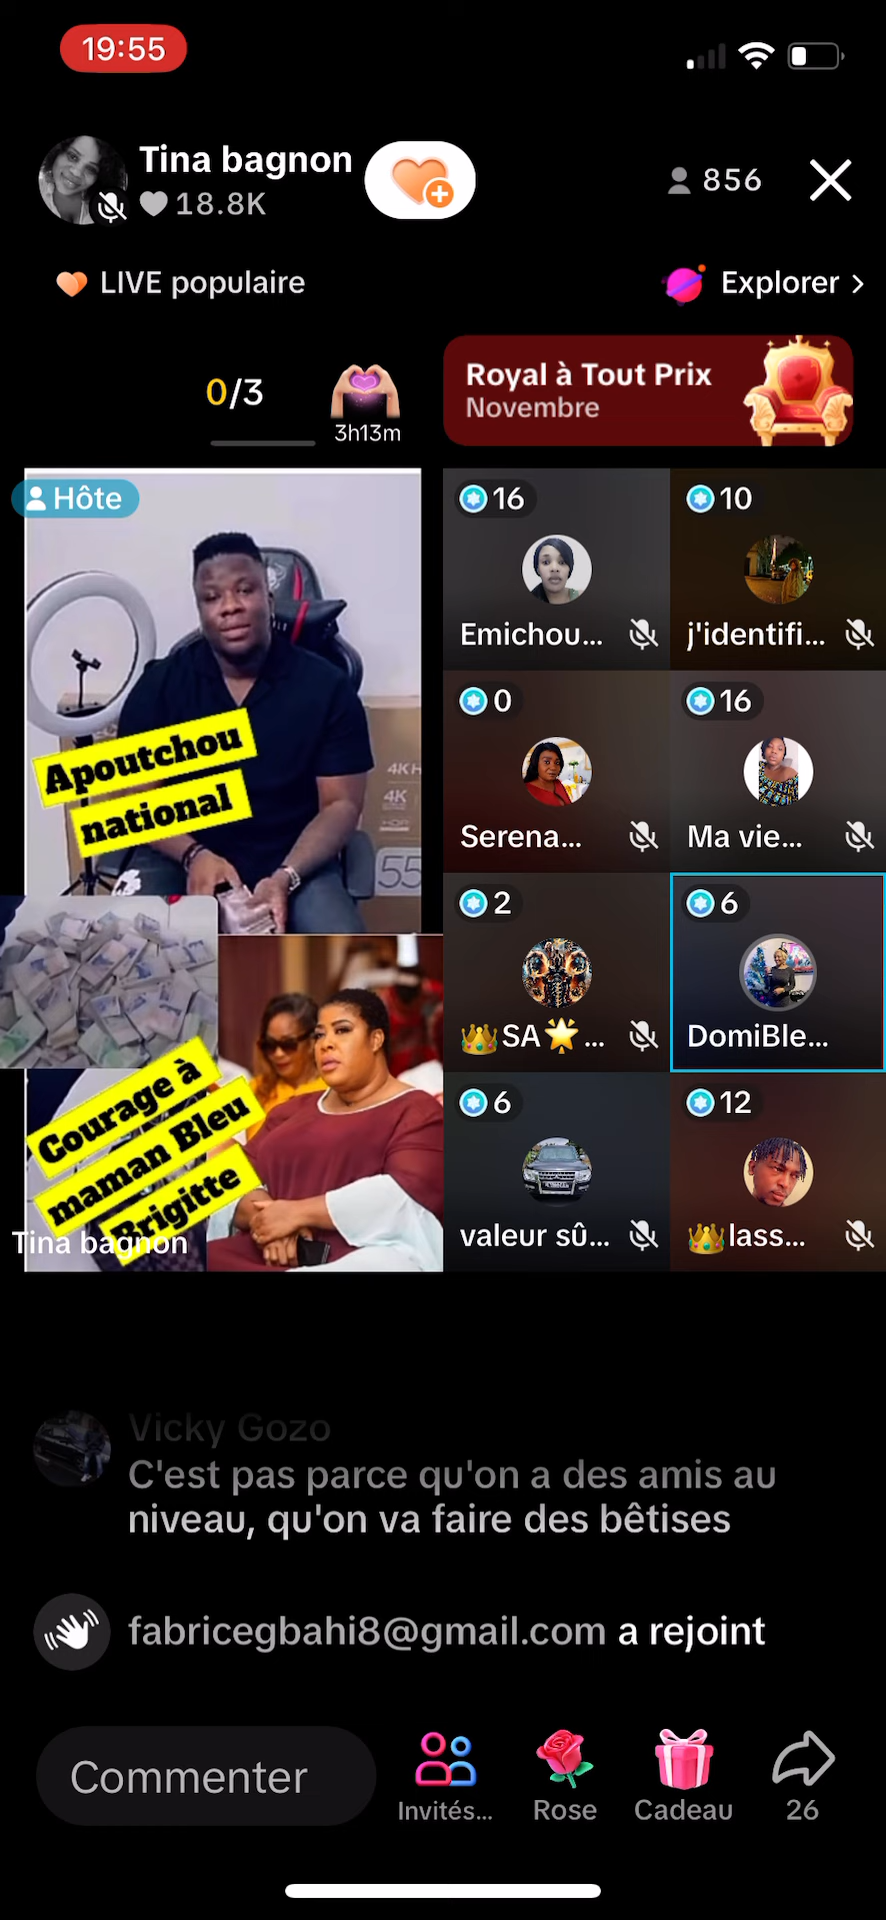 19:55
Tina bagnon
18.8K
856
LIVE populaire
Explorer >
0/3
3h13m
Royal à Tout Prix
Novembre
Hôte
16
Emichou...
10
j'identifi...
Apoutchou
national
4K
4K
HDR
55
0
Serena...
16
Ma vie...
2
👑SA🌟...
6
DomiBle...
Courage à
maman Bleu
Brigitte
Tina bagnon
6
valeur sû...
12
👑lass...
Vicky Gozo
C'est pas parce qu'on a des amis au
niveau, qu'on va faire des bêtises
fabricegbahi8@gmail.com a rejoint
Commenter
Invités...
Rose
Cadeau
26